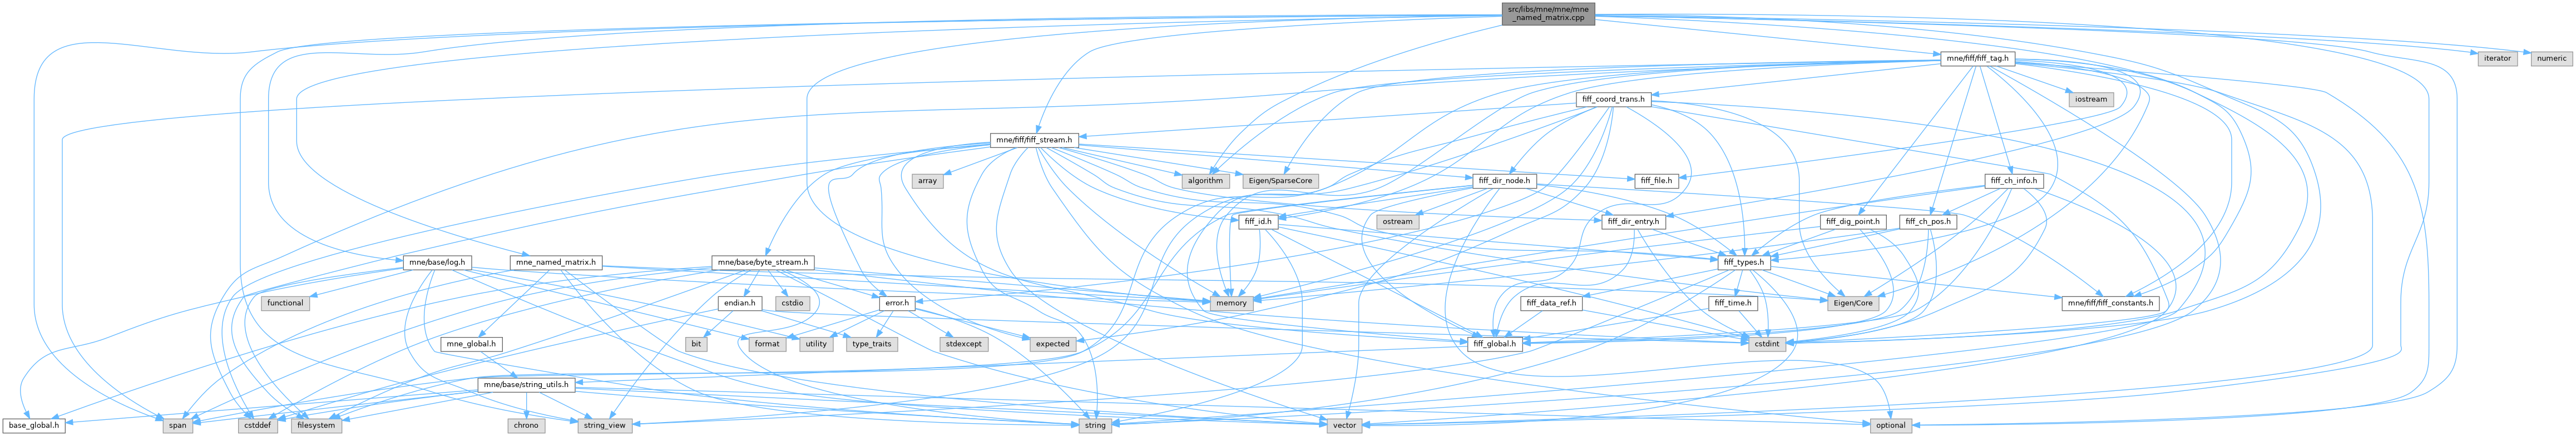 src/libs/mne/mne/mne
_named_matrix.cpp
mne/fiff/fiff_tag.h
iterator
numeric
fiff_coord_trans.h
iostream
mne/fiff/fiff_stream.h
array
algorithm
Eigen/SparseCore
fiff_dir_node.h
fiff_file.h
fiff_ch_info.h
fiff_id.h
ostream
fiff_dir_entry.h
fiff_dig_point.h
fiff_ch_pos.h
mne/base/log.h
mne_named_matrix.h
mne/base/byte_stream.h
fiff_types.h
functional
endian.h
cstdio
error.h
memory
fiff_data_ref.h
fiff_time.h
Eigen/Core
mne/fiff/fiff_constants.h
mne_global.h
bit
format
utility
type_traits
stdexcept
expected
fiff_global.h
cstdint
mne/base/string_utils.h
base_global.h
span
cstddef
filesystem
chrono
string_view
string
vector
optional